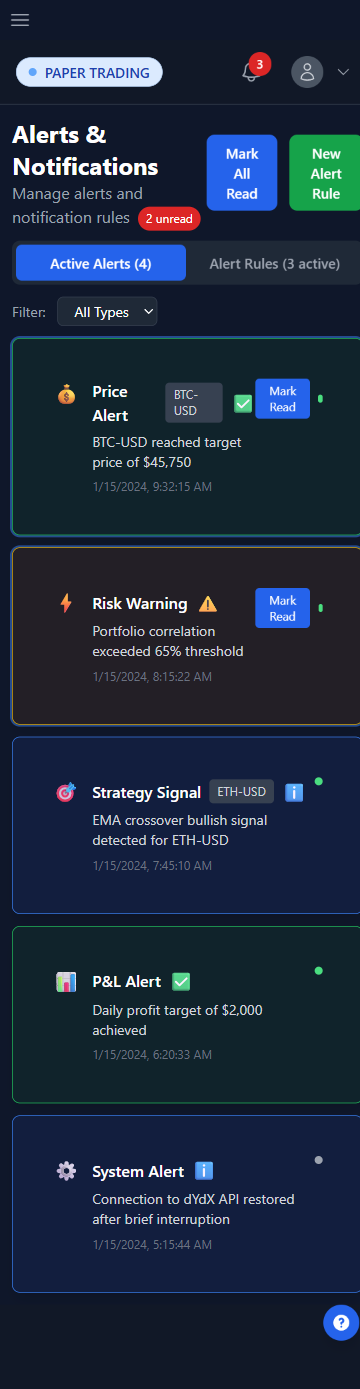 PAPER TRADING
3
Alerts &
Notifications
Manage alerts and
notification rules
2 unread
Mark
All
Read
New
Alert
Rule
Active Alerts (4)
Alert Rules (3 active)
Filter:
All Types
Price
Alert
BTC-
USD
Mark
Read
BTC-USD reached target
price of $45,750
1/15/2024, 9:32:15 AM
Risk Warning
Mark
Read
Portfolio correlation
exceeded 65% threshold
1/15/2024, 8:15:22 AM
Strategy Signal
ETH-USD
EMA crossover bullish signal
detected for ETH-USD
1/15/2024, 7:45:10 AM
P&L Alert
Daily profit target of $2,000
achieved
1/15/2024, 6:20:33 AM
System Alert
Connection to dYdX API restored
after brief interruption
1/15/2024, 5:15:44 AM